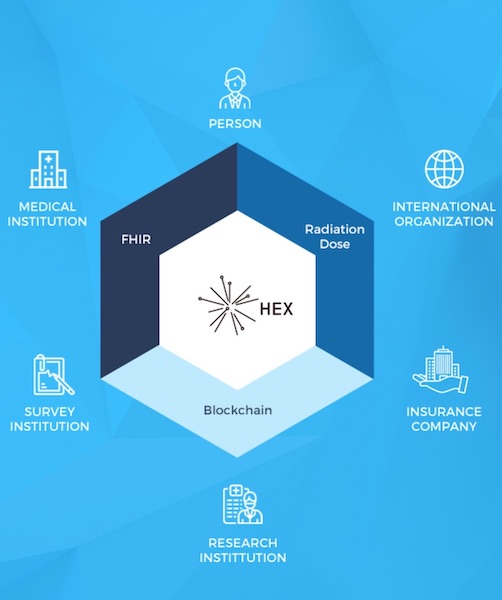 PERSON
MEDICAL
INSTITUTION
INTERNATIONAL
ORGANIZATION
FHIR
Radiation
Dose
HEX
Blockchain
SURVEY
INSTITUTION
INSURANCE
COMPANY
RESEARCH
INSTITTUTION